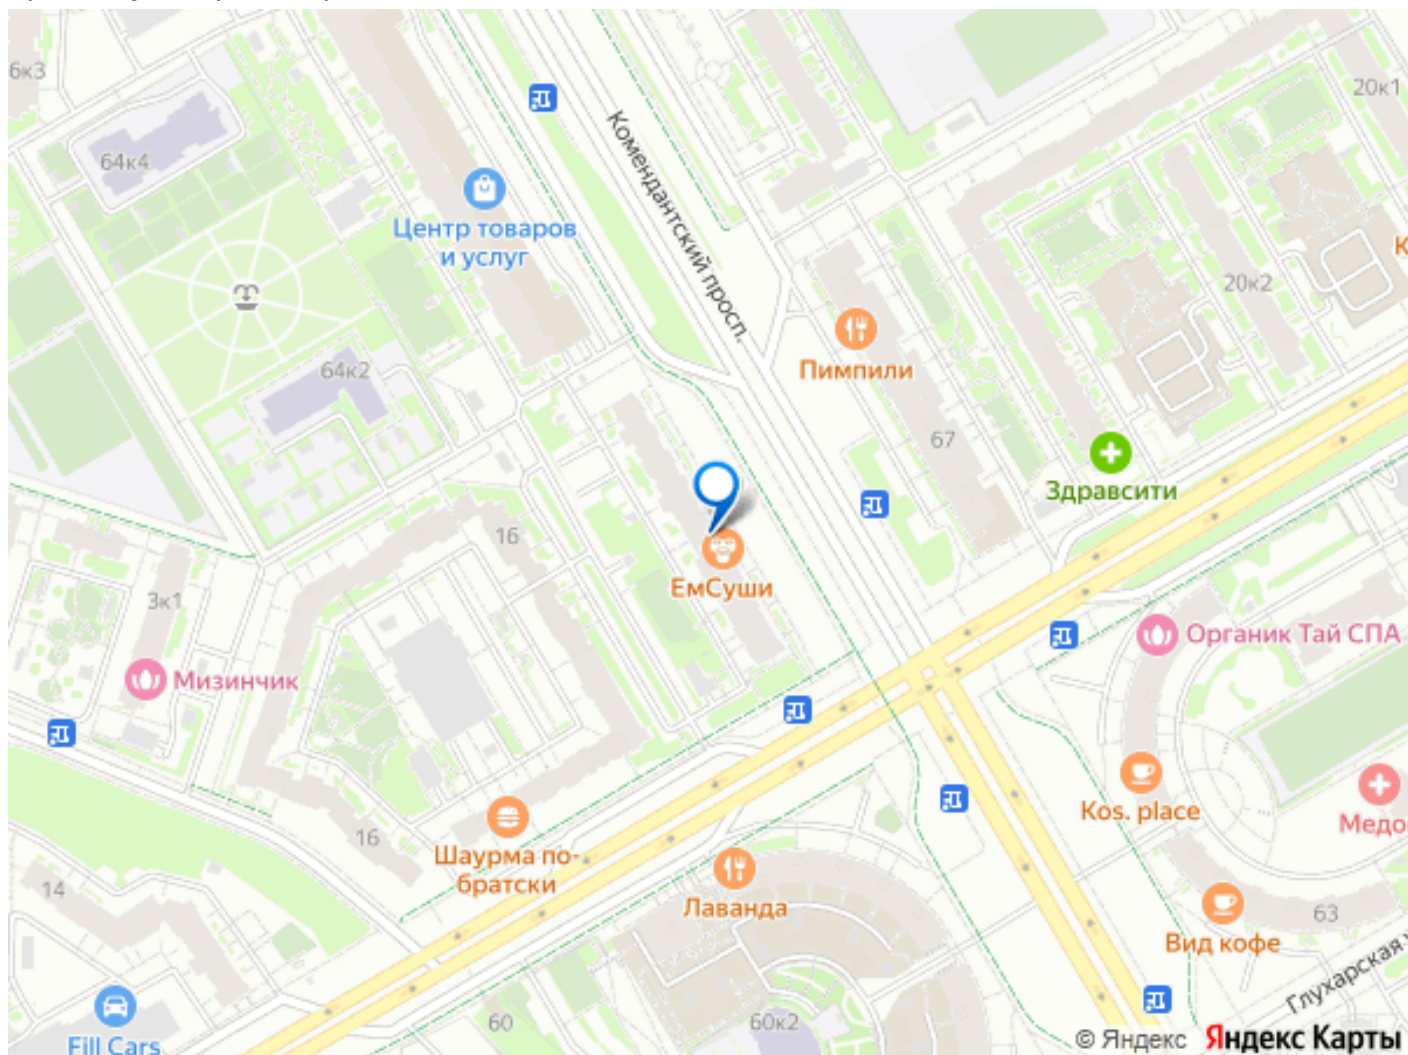 6к3
20к1
64к4
Комендантский просп.
Центр товаров
и услуг
20к2
64к2
Пимпили
67
Здравсити
16
ЕмСуши
3к1
Органик Тай СПА
Мизинчик
Kos. place
Медо
16
Шаурма по-
братски
14
Лаванда
63
Вид кофе
Глухарская
60
60к2
Fill Cars
© Яндекс Яндекс Карты